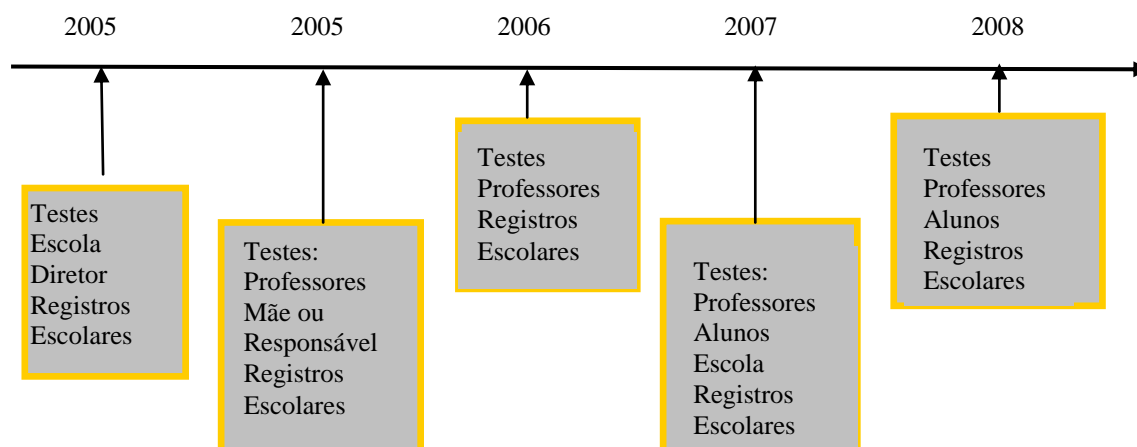 2005
2005
2006
2007
2008
Testes
Escola
Diretor
Registros
Escolares
Testes:
Professores
Mãe ou
Responsável
Registros
Escolares
Testes
Professores
Registros
Escolares
Testes:
Professores
Alunos
Escola
Registros
Escolares
Testes
Professores
Alunos
Registros
Escolares